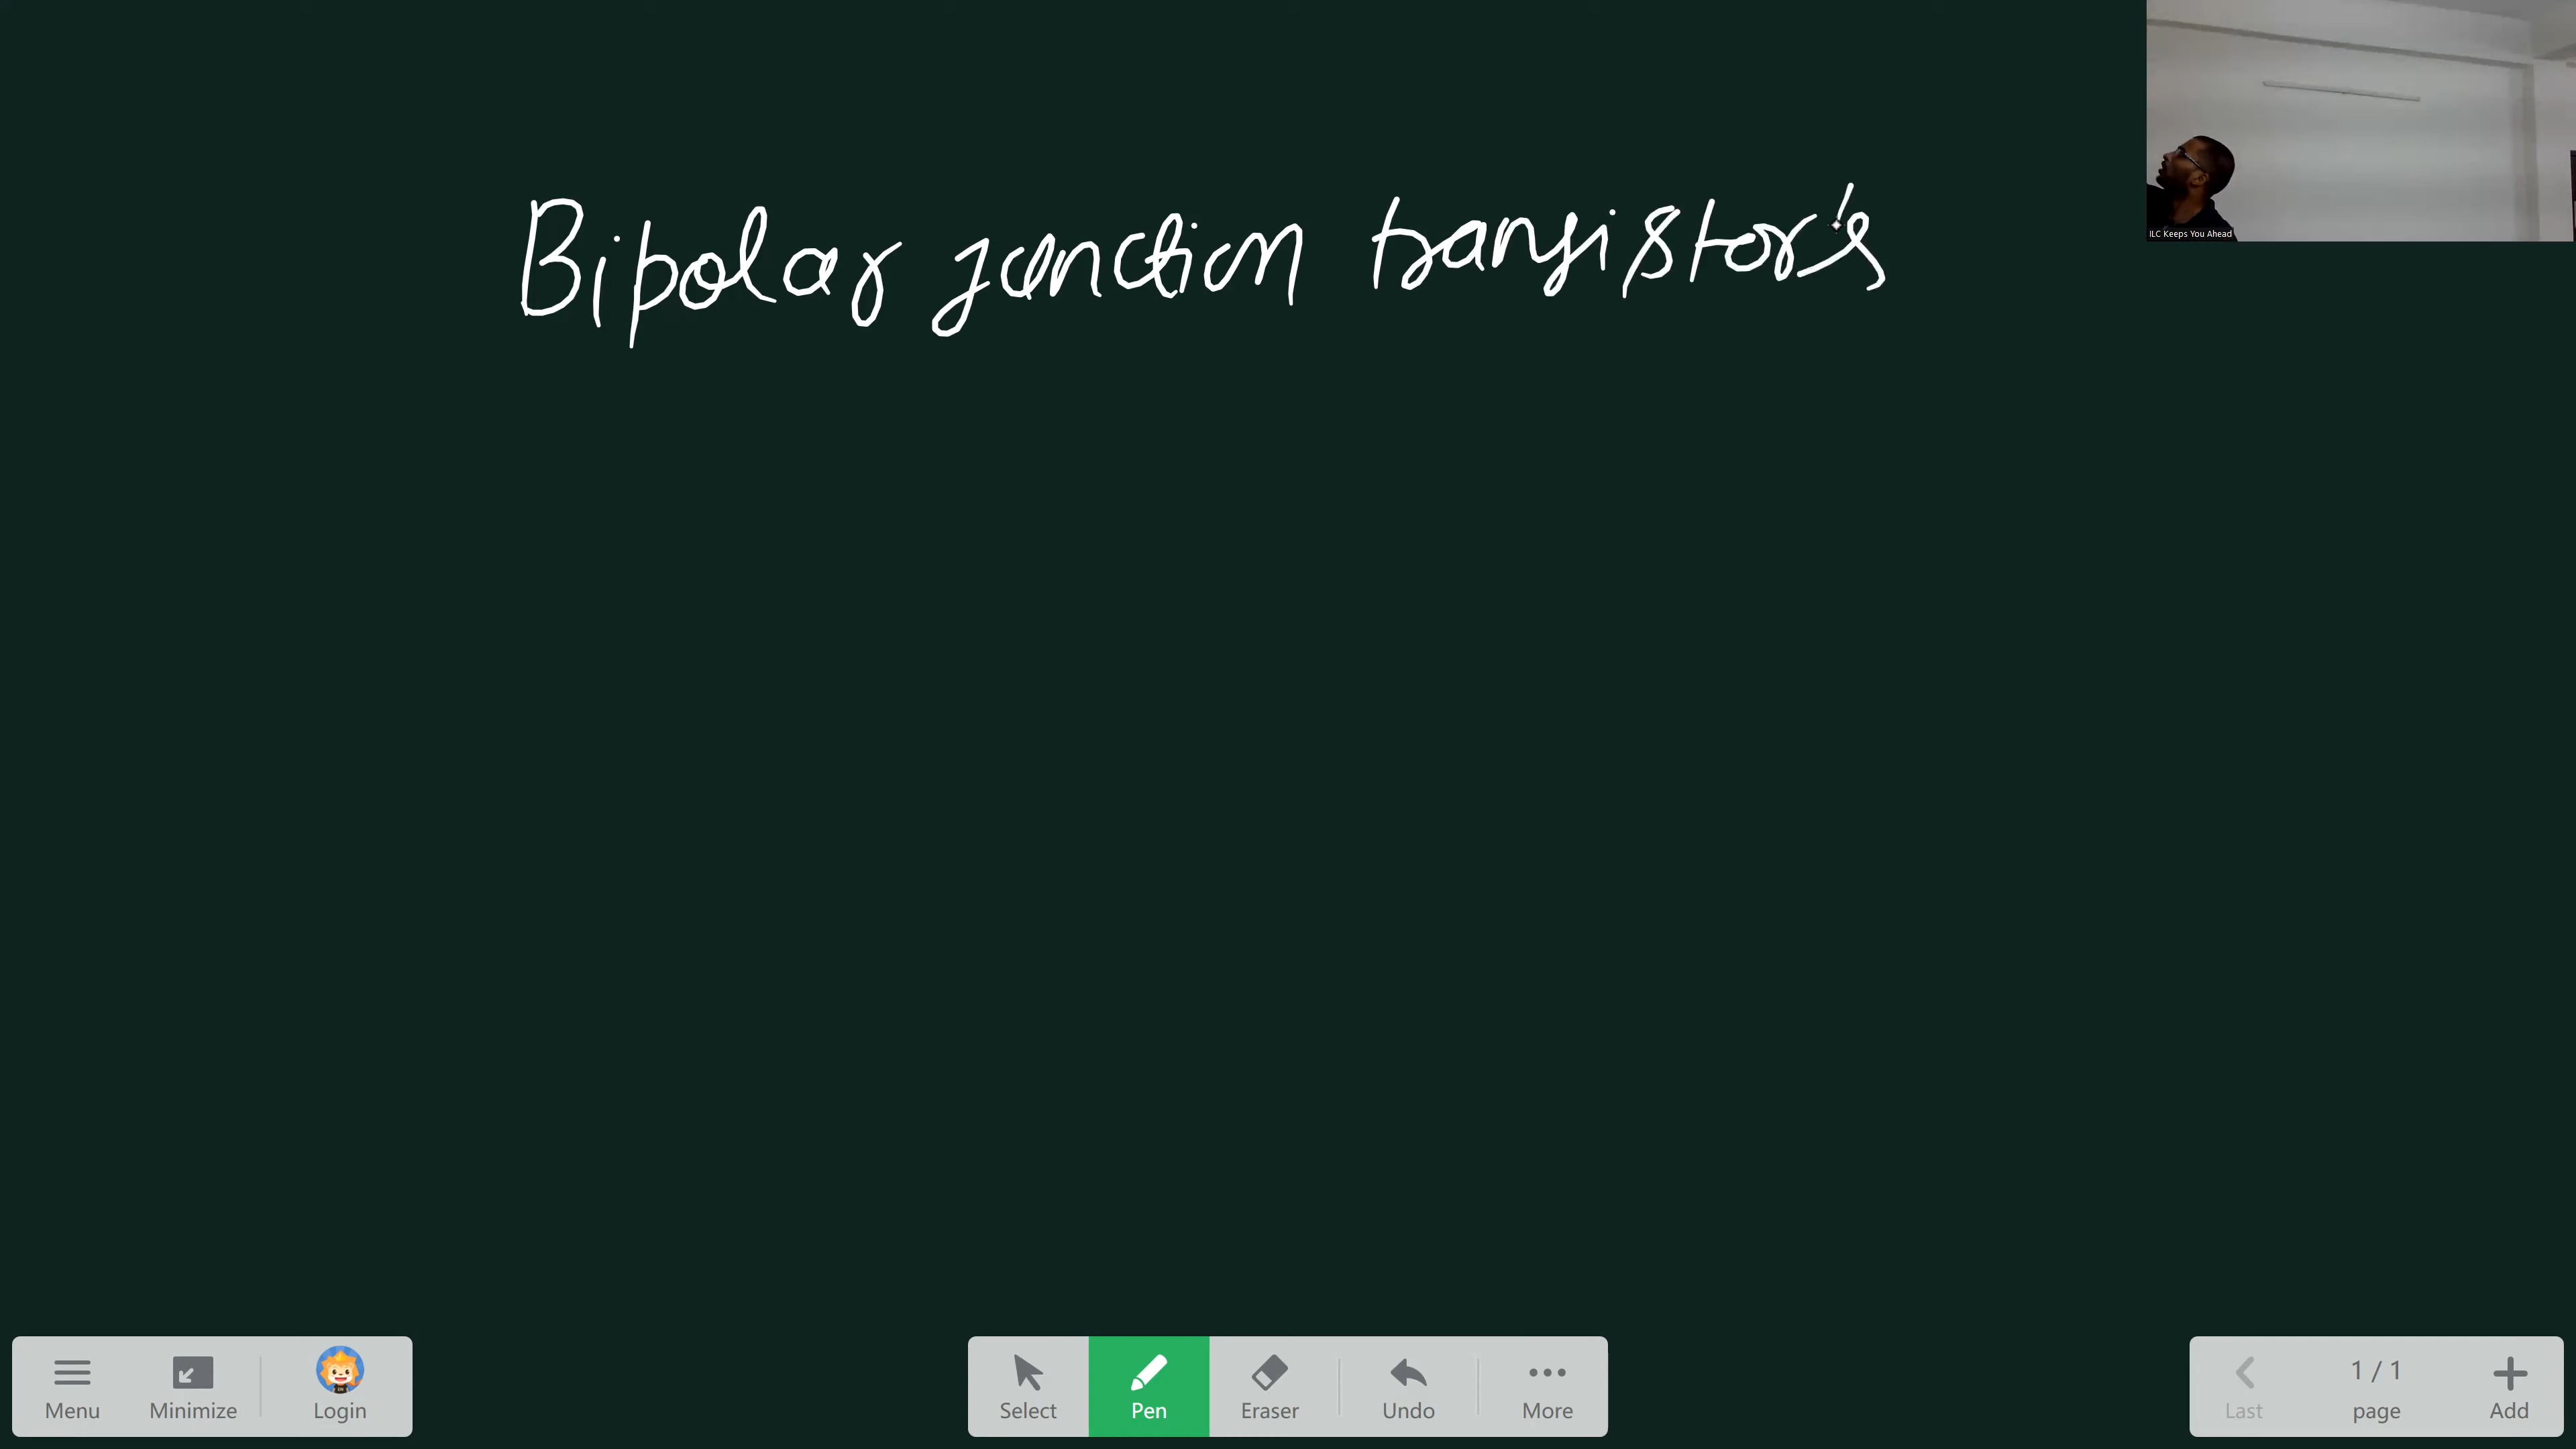 Bipolar junction transistor's
ILC Keeps You Ahead
Menu Minimize Login Select Pen Eraser Undo More Last 1 / 1 page Add